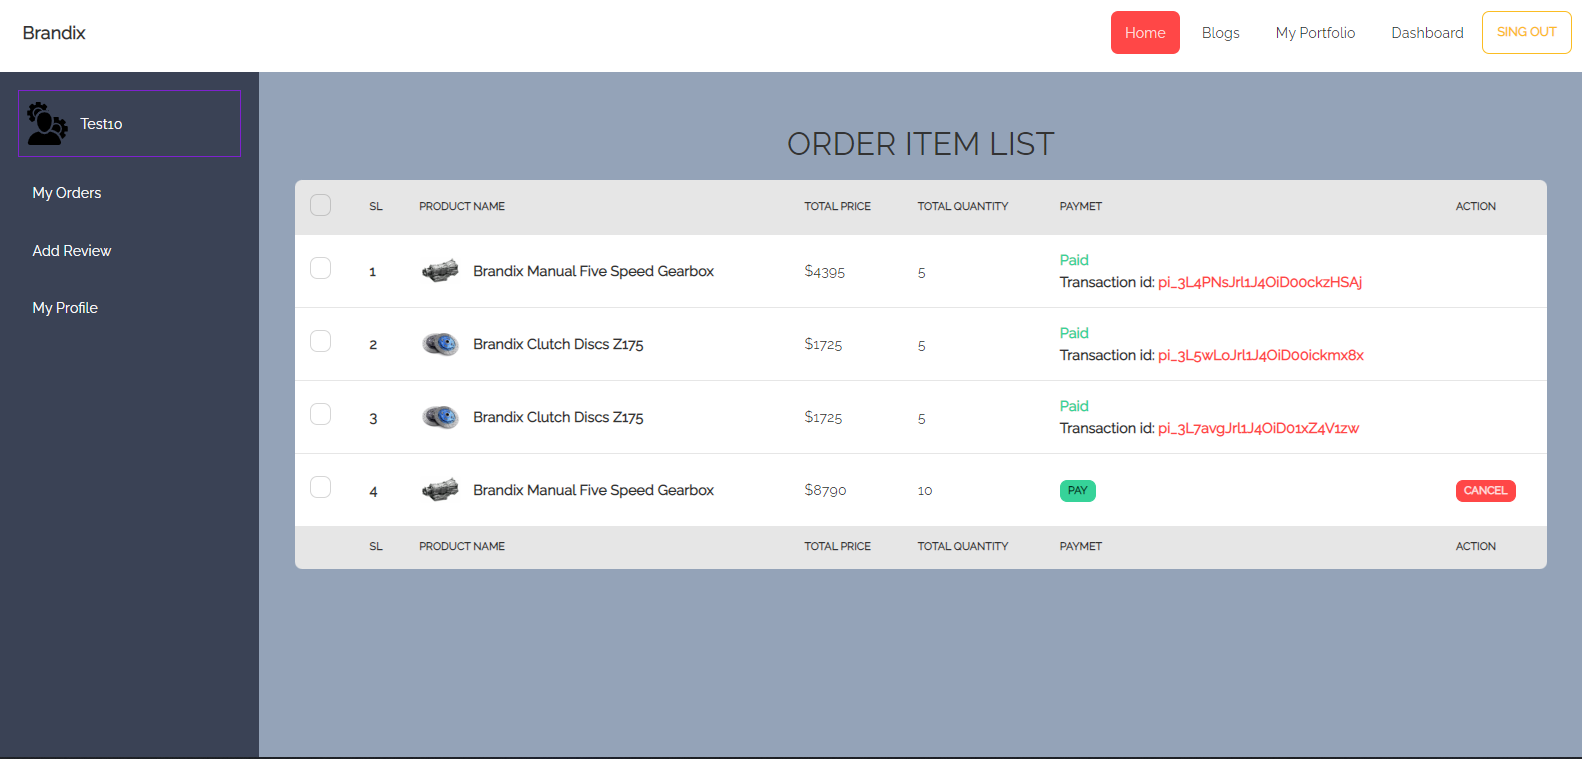 Brandix
Home Blogs My Portfolio Dashboard SING OUT
Test10
My Orders
Add Review
My Profile
ORDER ITEM LIST
SL PRODUCT NAME TOTAL PRICE TOTAL QUANTITY PAYMET ACTION
1 Brandix Manual Five Speed Gearbox $4395 5 Paid
Transaction id: pi_3L4PNsJrl1J4OiD00ckzHSAj
2 Brandix Clutch Discs Z175 $1725 5 Paid
Transaction id: pi_3L5wLoJrl1J4OiD00ickmx8x
3 Brandix Clutch Discs Z175 $1725 5 Paid
Transaction id: pi_3L7avgJrl1J4OiD01xZ4V1zw
4 Brandix Manual Five Speed Gearbox $8790 10 PAY CANCEL
SL PRODUCT NAME TOTAL PRICE TOTAL QUANTITY PAYMET ACTION